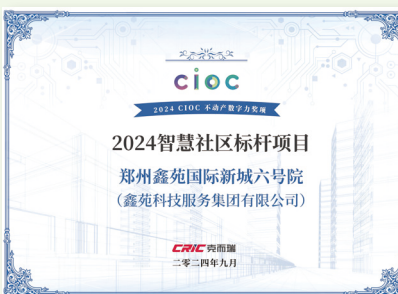 cioc
2024 CIOC 不动产数字力奖项
2024智慧社区标杆项目
郑州鑫苑国际新城六号院
（鑫苑科技服务集团有限公司）
CRIC 克而瑞
二零二四年九月